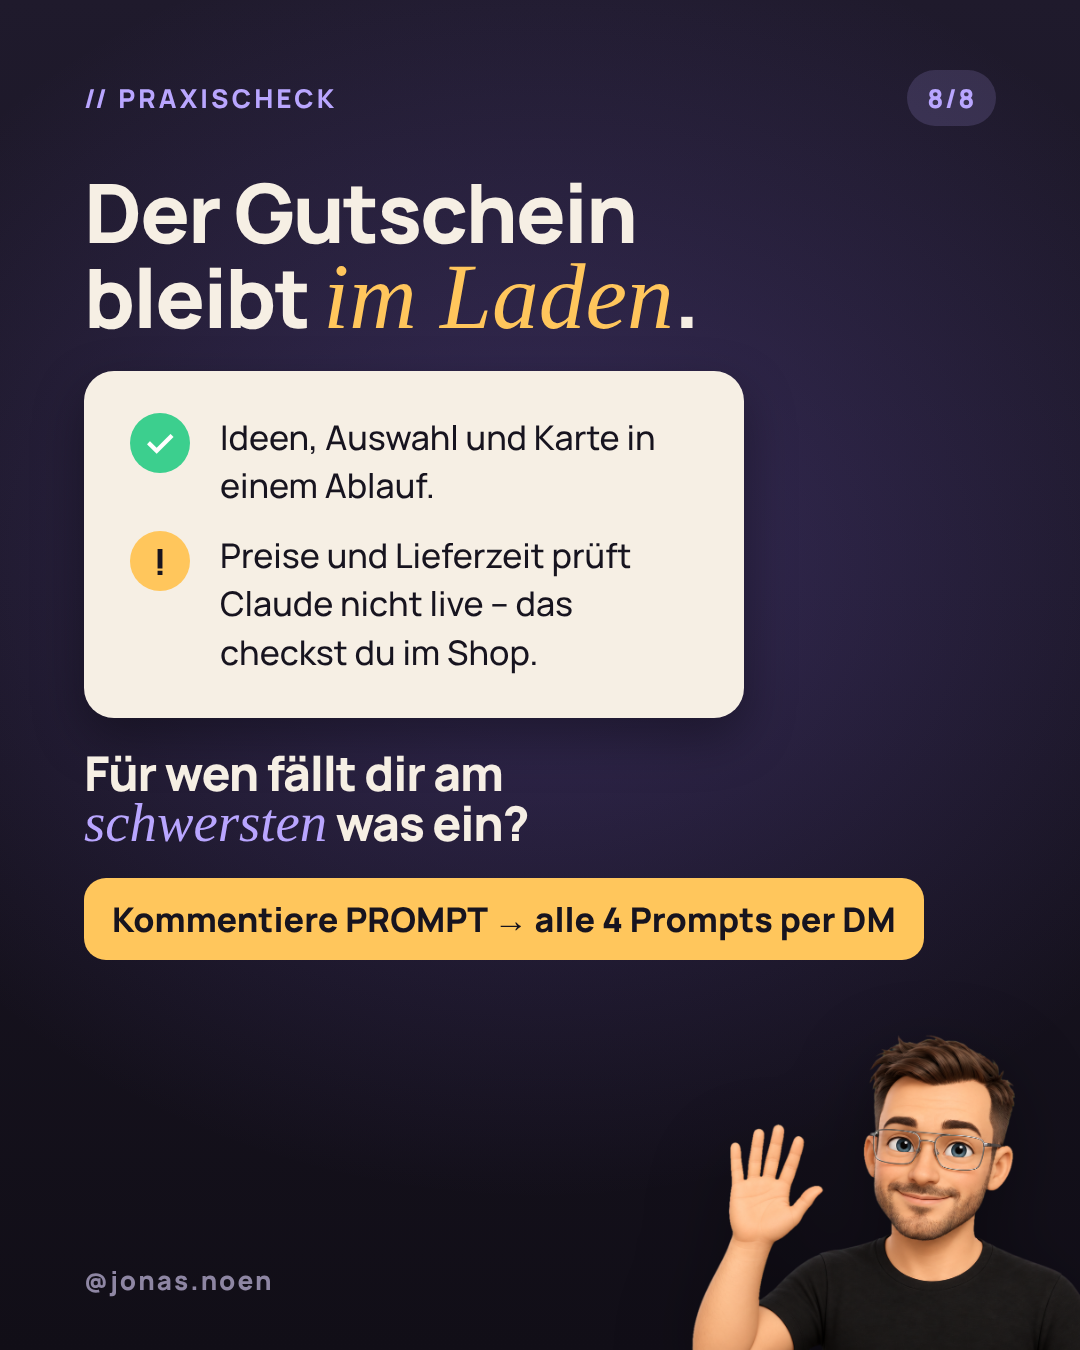 // PRAXISCHECK
8/8
Der Gutschein
bleibt im Laden.
Ideen, Auswahl und Karte in
einem Ablauf.
!
Preise und Lieferzeit prüft
Claude nicht live – das
checkst du im Shop.
Für wen fällt dir am
schwersten was ein?
Kommentiere PROMPT → alle 4 Prompts per DM
@jonas.noen